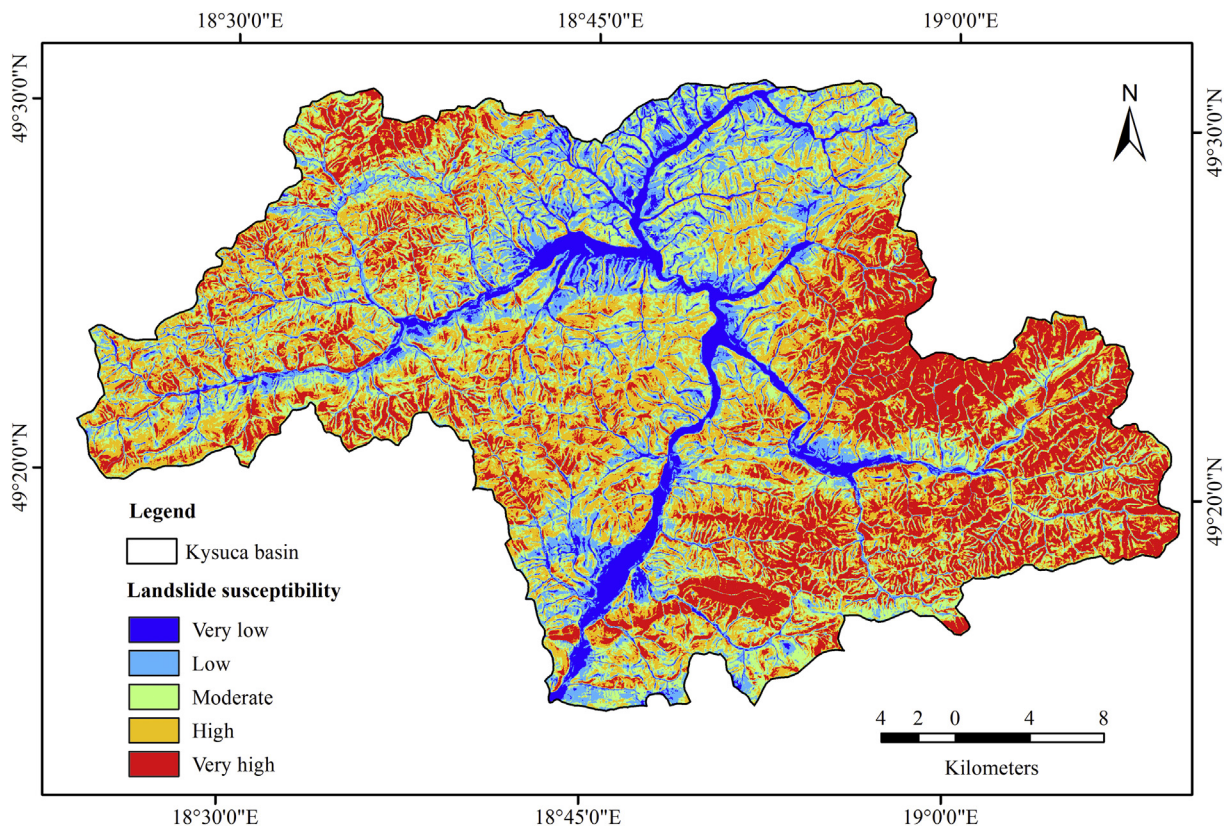 18°30'0"E 18°45'0"E 19°0'0"E
49°30'0"N
49°30'0"N
N
49°20'0"N
49°20'0"N
Legend
Kysuca basin
Landslide susceptibility
Very low
Low
Moderate
High
Very high
4 2 0 4 8
Kilometers
18°30'0"E 18°45'0"E 19°0'0"E